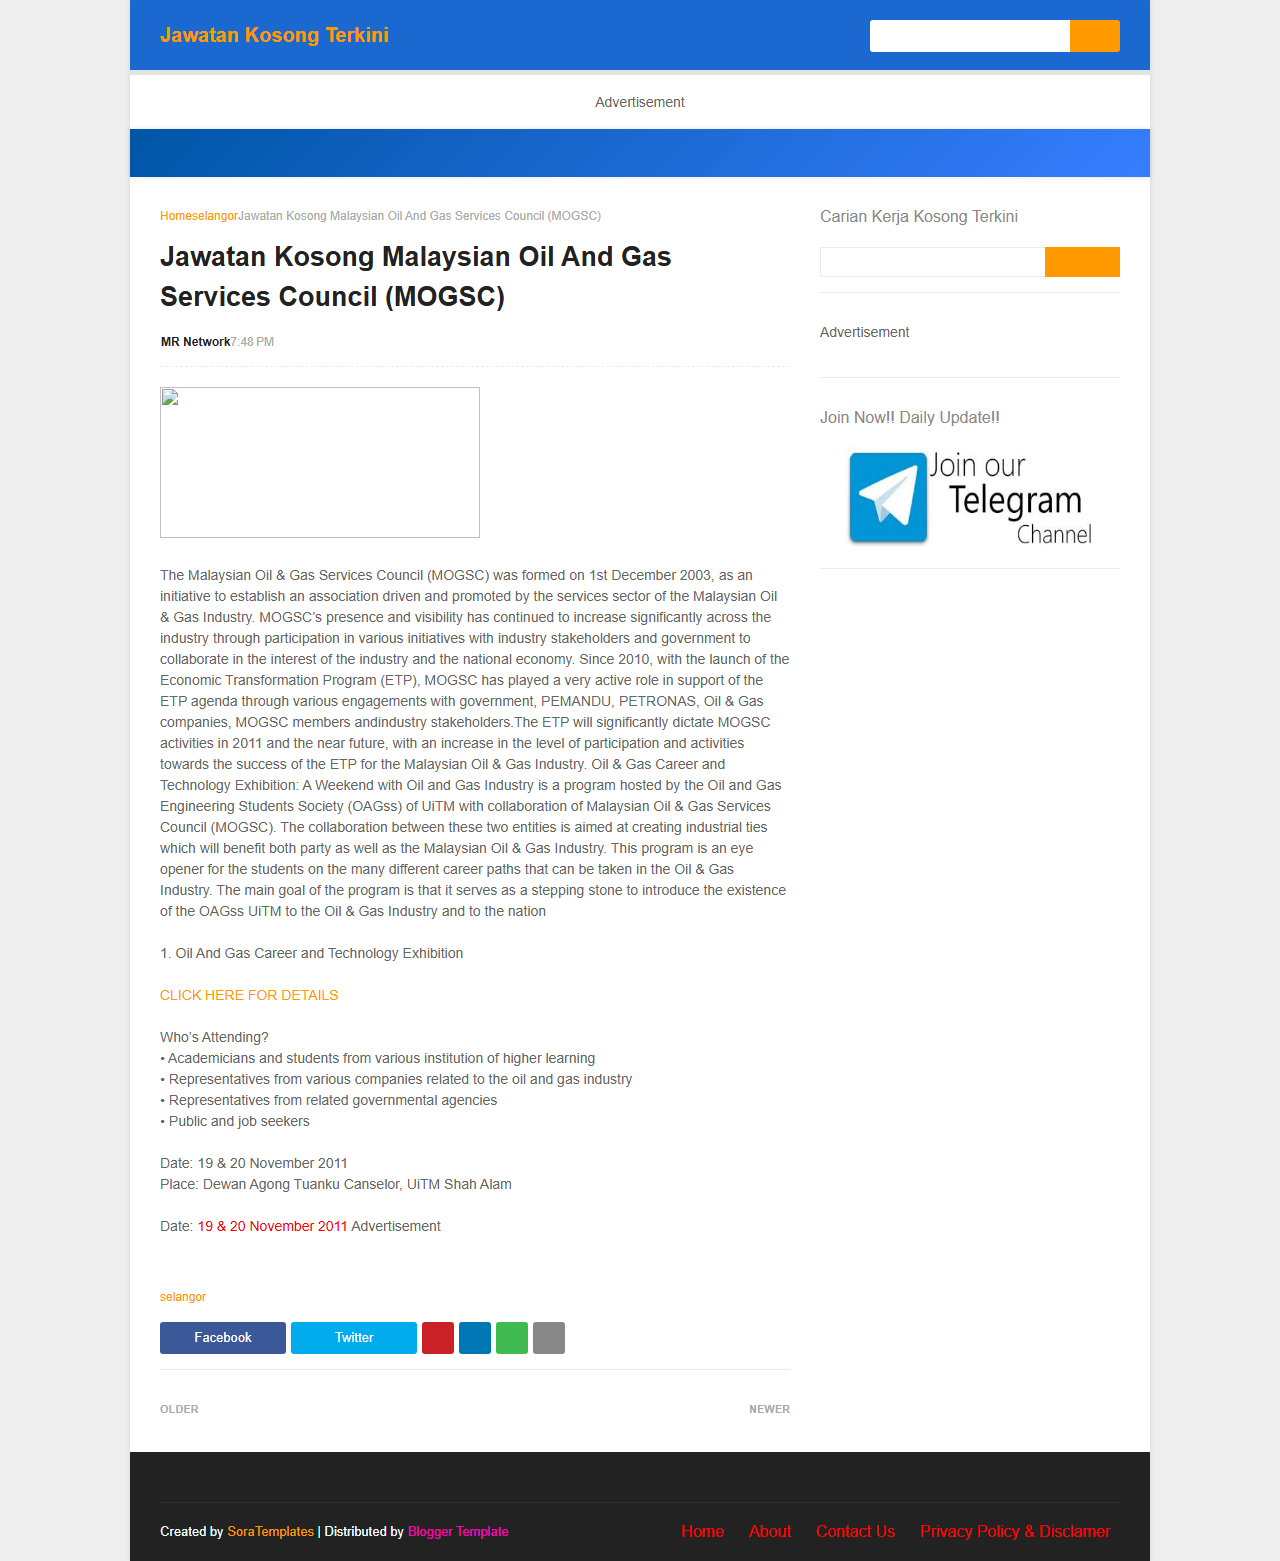 Jawatan Kosong Terkini
Advertisement
HomeselangorJawatan Kosong Malaysian Oil And Gas Services Council (MOGSC)
Jawatan Kosong Malaysian Oil And Gas
Services Council (MOGSC)
MR Network7:48 PM
The Malaysian Oil & Gas Services Council (MOGSC) was formed on 1st December 2003, as an
initiative to establish an association driven and promoted by the services sector of the Malaysian Oil
& Gas Industry. MOGSC’s presence and visibility has continued to increase significantly across the
industry through participation in various initiatives with industry stakeholders and government to
collaborate in the interest of the industry and the national economy. Since 2010, with the launch of the
Economic Transformation Program (ETP), MOGSC has played a very active role in support of the
ETP agenda through various engagements with government, PEMANDU, PETRONAS, Oil & Gas
companies, MOGSC members andindustry stakeholders.The ETP will significantly dictate MOGSC
activities in 2011 and the near future, with an increase in the level of participation and activities
towards the success of the ETP for the Malaysian Oil & Gas Industry. Oil & Gas Career and
Technology Exhibition: A Weekend with Oil and Gas Industry is a program hosted by the Oil and Gas
Engineering Students Society (OAGss) of UiTM with collaboration of Malaysian Oil & Gas Services
Council (MOGSC). The collaboration between these two entities is aimed at creating industrial ties
which will benefit both party as well as the Malaysian Oil & Gas Industry. This program is an eye
opener for the students on the many different career paths that can be taken in the Oil & Gas
Industry. The main goal of the program is that it serves as a stepping stone to introduce the existence
of the OAGss UiTM to the Oil & Gas Industry and to the nation
1. Oil And Gas Career and Technology Exhibition
CLICK HERE FOR DETAILS
Who’s Attending?
• Academicians and students from various institution of higher learning
• Representatives from various companies related to the oil and gas industry
• Representatives from related governmental agencies
• Public and job seekers
Date: 19 & 20 November 2011
Place: Dewan Agong Tuanku Canselor, UiTM Shah Alam
Date: 19 & 20 November 2011 Advertisement
selangor
Facebook
Twitter
OLDER
NEWER
Carian Kerja Kosong Terkini
Advertisement
Join Now!! Daily Update!!
Join our
Telegram
Channel
Created by SoraTemplates | Distributed by Blogger Template
Home About Contact Us Privacy Policy & Disclamer